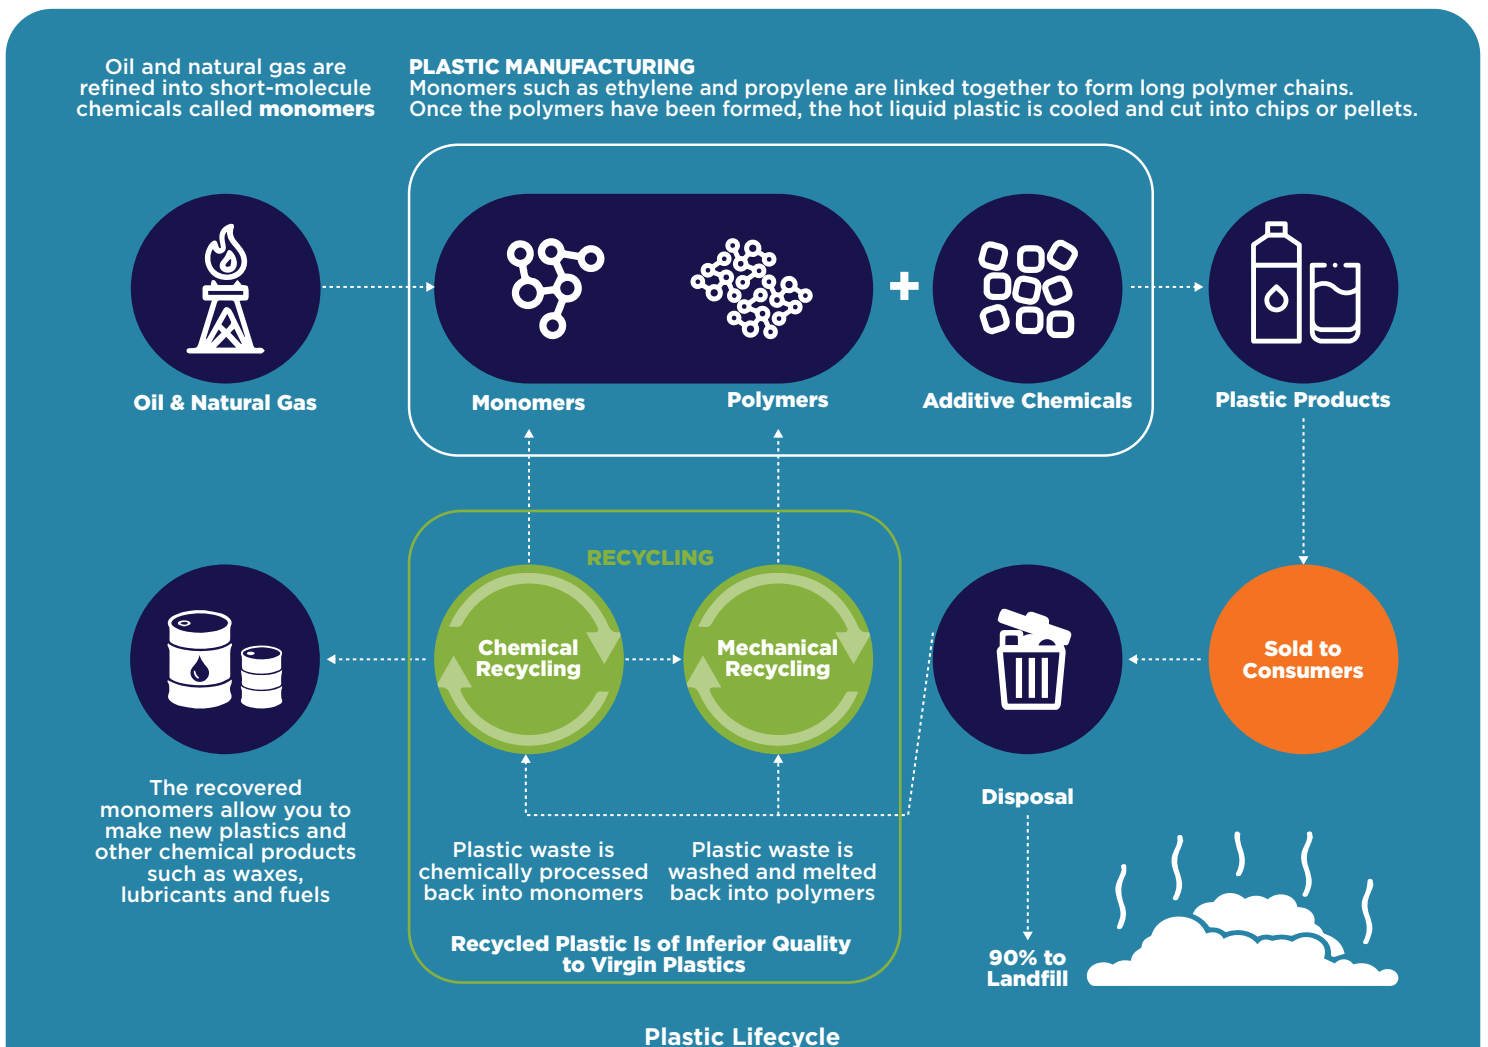 Oil and natural gas are
refined into short-molecule
chemicals called monomers
PLASTIC MANUFACTURING
Monomers such as ethylene and propylene are linked together to form long polymer chains.
Once the polymers have been formed, the hot liquid plastic is cooled and cut into chips or pellets.
Oil & Natural Gas
Monomers
Polymers
Additive Chemicals
Plastic Products
RECYCLING
Chemical
Recycling
Mechanical
Recycling
Sold to
Consumers
The recovered
monomers allow you to
make new plastics and
other chemical products
such as waxes,
lubricants and fuels
Plastic waste is
chemically processed
back into monomers
Plastic waste is
washed and melted
back into polymers
Recycled Plastic Is of Inferior Quality
to Virgin Plastics
Disposal
90% to
Landfill
Plastic Lifecycle